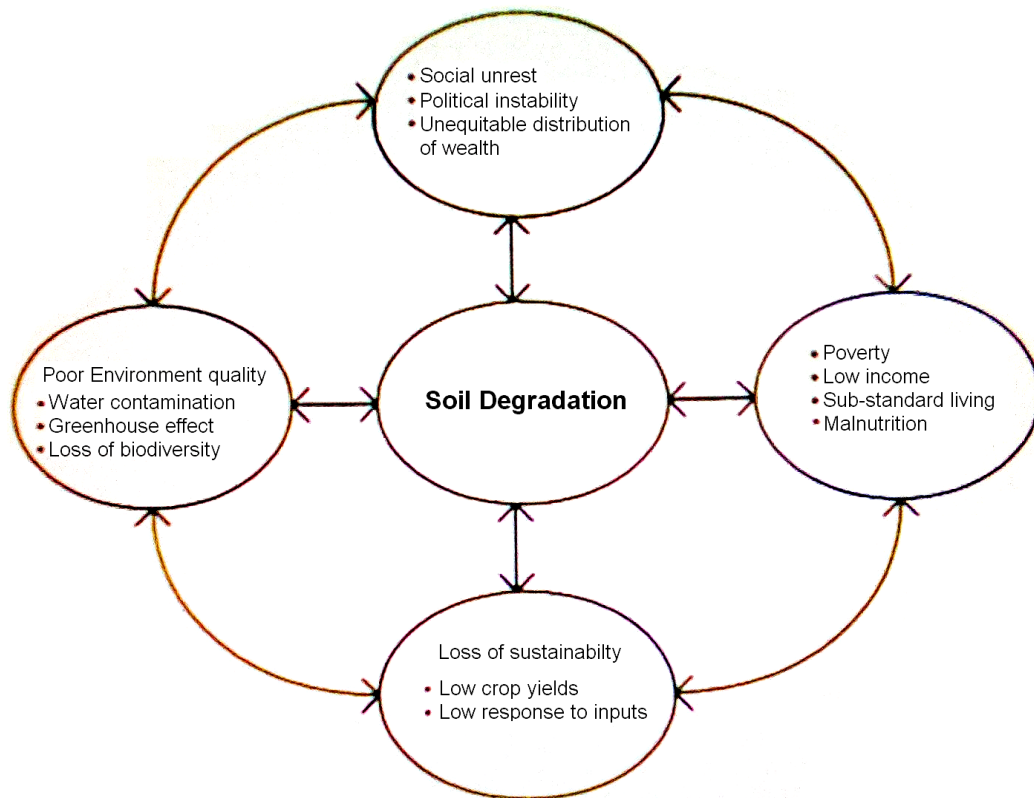 • Social unrest
• Political instability
• Unequitable distribution
of wealth
Poor Environment quality
• Water contamination
• Greenhouse effect
• Loss of biodiversity
Soil Degradation
• Poverty
• Low income
• Sub-standard living
• Malnutrition
Loss of sustainabilty
• Low crop yields
• Low response to inputs